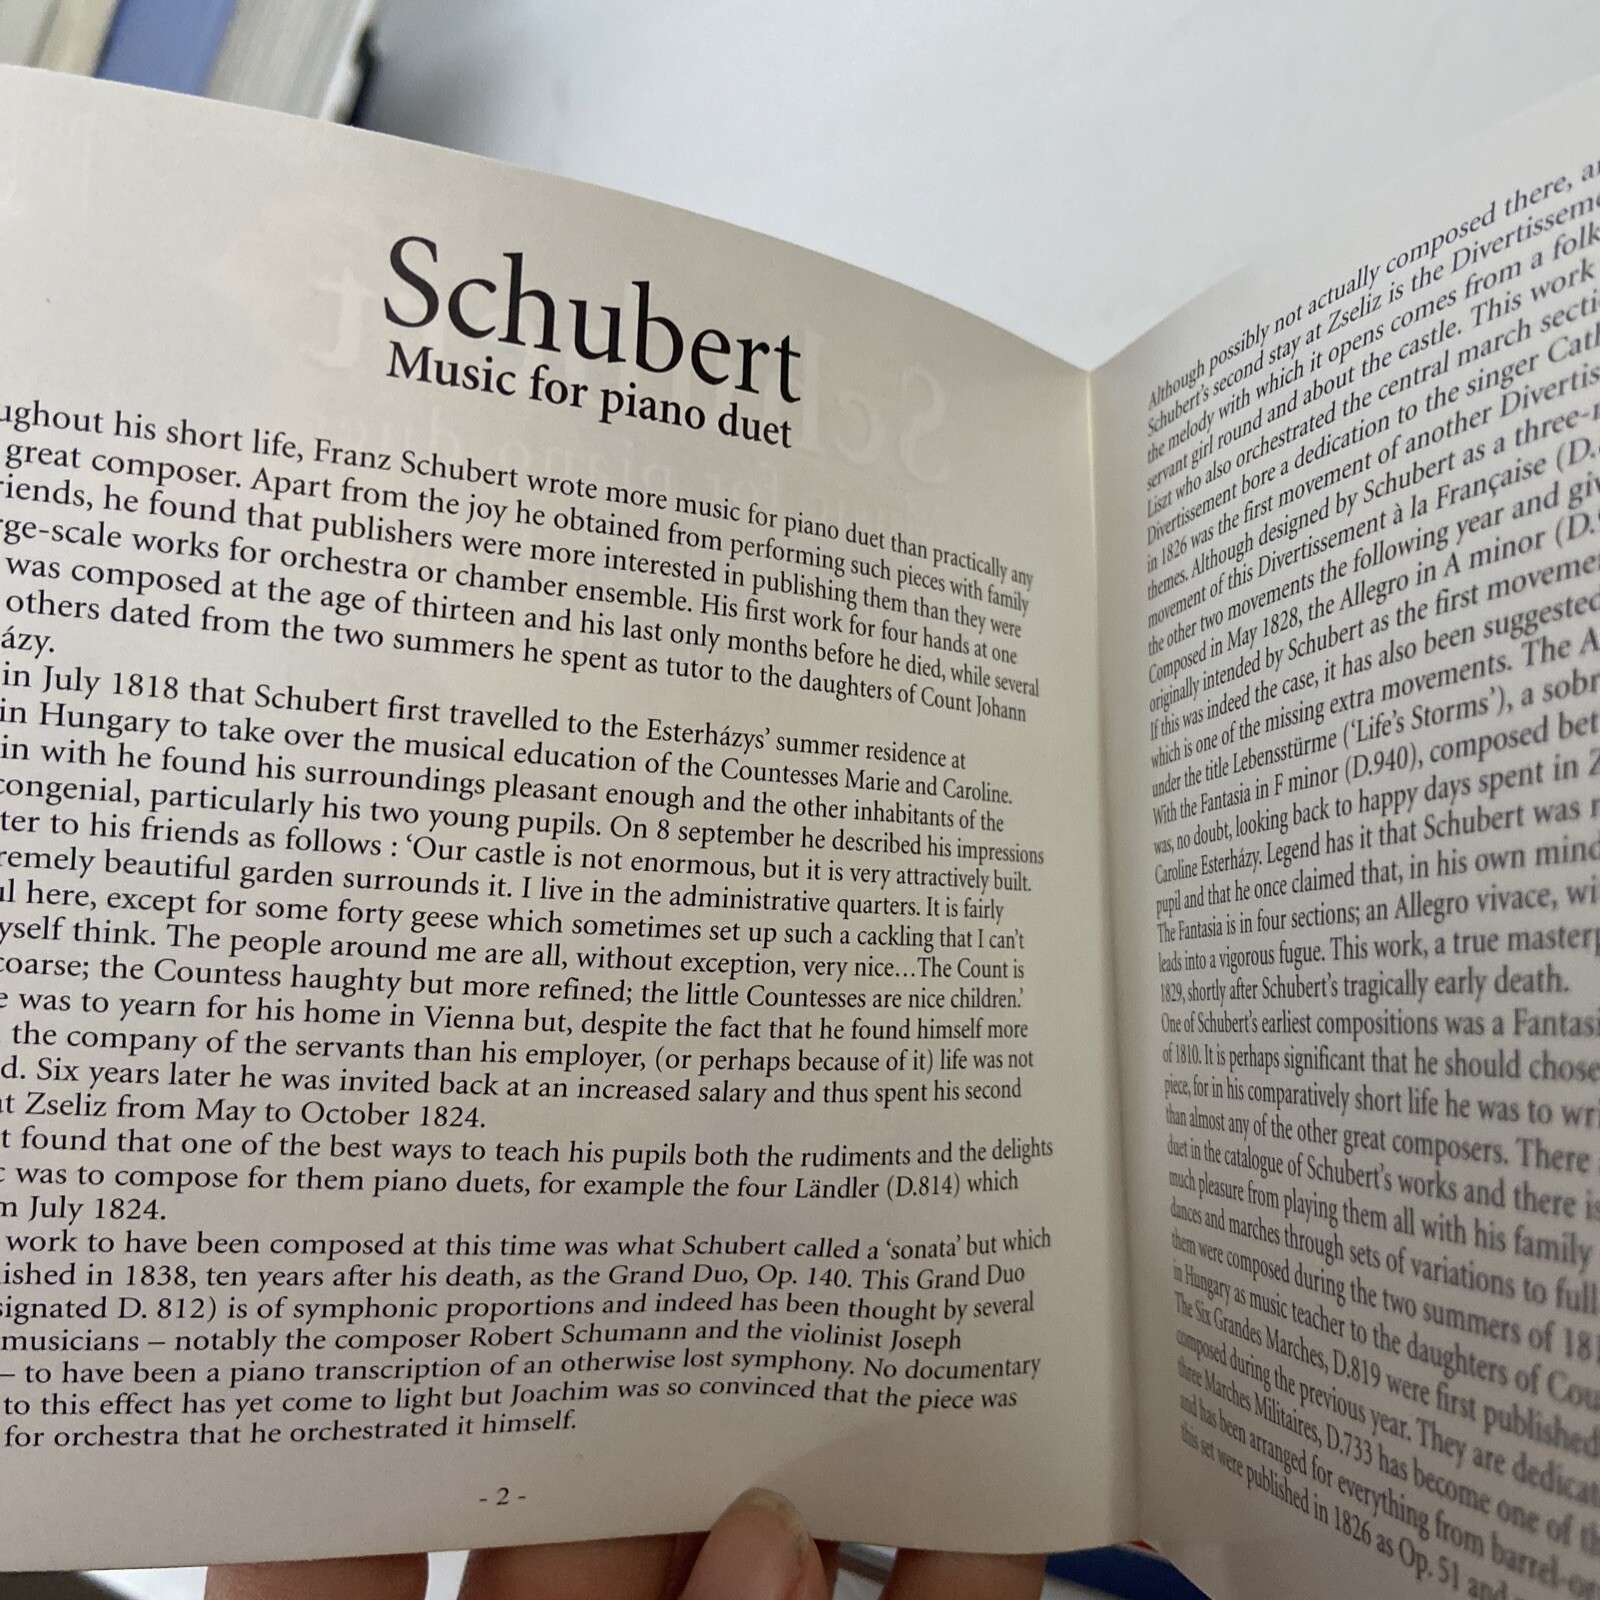 Schubert
Music for piano duet
ughout his short life, Franz Schubert wrote more music for piano duet than practically any
great composer. Apart from the joy he obtained from performing such pieces with family
riends, he found that publishers were more interested in publishing them than they were
rge-scale works for orchestra or chamber ensemble. His first work for four hands at one
was composed at the age of thirteen and his last only months before he died, while several
others dated from the two summers he spent as tutor to the daughters of Count Johann
ázy.
in July 1818 that Schubert first travelled to the Esterházys' summer residence at
in Hungary to take over the musical education of the Countesses Marie and Caroline.
in with he found his surroundings pleasant enough and the other inhabitants of the
congenial, particularly his two young pupils. On 8 september he described his impressions
ter to his friends as follows : 'Our castle is not enormous, but it is very attractively built.
remely beautiful garden surrounds it. I live in the administrative quarters. It is fairly
ul here, except for some forty geese which sometimes set up such a cackling that I can't
yself think. The people around me are all, without exception, very nice…The Count is
coarse; the Countess haughty but more refined; the little Countesses are nice children.'
e was to yearn for his home in Vienna but, despite the fact that he found himself more
the company of the servants than his employer, (or perhaps because of it) life was not
d. Six years later he was invited back at an increased salary and thus spent his second
at Zseliz from May to October 1824.
t found that one of the best ways to teach his pupils both the rudiments and the delights
c was to compose for them piano duets, for example the four Ländler (D.814) which
m July 1824.
work to have been composed at this time was what Schubert called a 'sonata' but which
ished in 1838, ten years after his death, as the Grand Duo, Op. 140. This Grand Duo
signated D. 812) is of symphonic proportions and indeed has been thought by several
musicians – notably the composer Robert Schumann and the violinist Joseph
– to have been a piano transcription of an otherwise lost symphony. No documentary
to this effect has yet come to light but Joachim was so convinced that the piece was
for orchestra that he orchestrated it himself.
- 2 -
Although possibly not actually composed there, a
Schubert's second stay at Zseliz is the Divertisseme
the melody with which it opens comes from a folk
servant girl round and about the castle. This work
Liszt who also orchestrated the central march secti
Divertissement bore a dedication to the singer Cath
in 1826 was the first movement of another Divertis
themes. Although designed by Schubert as a three-
movement of this Divertissement à la Française (D.
the other two movements the following year and giv
Composed in May 1828, the Allegro in A minor (D.9
originally intended by Schubert as the first movemen
If this was indeed the case, it has also been suggested
which is one of the missing extra movements. The A
under the title Lebensstürme ('Life's Storms'), a sobr
With the Fantasia in F minor (D.940), composed bet
was, no doubt, looking back to happy days spent in Z
Caroline Esterházy. Legend has it that Schubert was
pupil and that he once claimed that, in his own mind
The Fantasia is in four sections; an Allegro vivace, wi
leads into a vigorous fugue. This work, a true masterp
1829, shortly after Schubert's tragically early death.
One of Schubert's earliest compositions was a Fantasi
of 1810. It is perhaps significant that he should chose
piece, for in his comparatively short life he was to wri
than almost any of the other great composers. There
duet in the catalogue of Schubert's works and there is
much pleasure from playing them all with his family
dances and marches through sets of variations to full
them were composed during the two summers of 181
in Hungary as music teacher to the daughters of Cou
The Six Grandes Marches, D.819 were first published
composed during the previous year. They are dedicat
three Marches Militaires, D.733 has become one of th
and has been arranged for everything from barrel-o
this set were published in 1826 as Op. 51 and